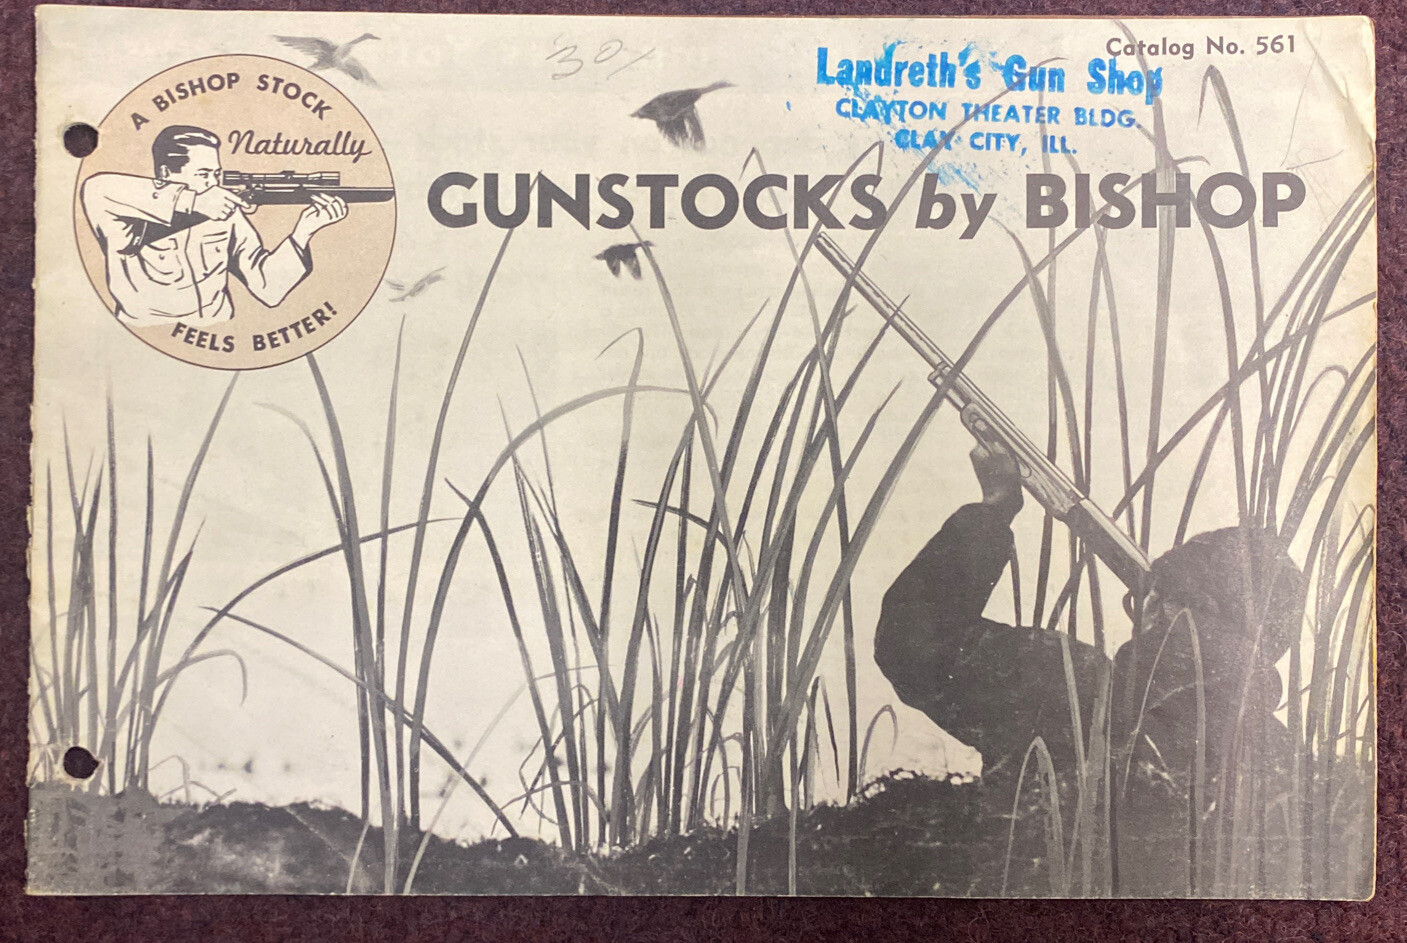 Catalog No. 561
Landreth's Gun Shop
CLAYTON THEATER BLDG.
CLAY CITY, ILL.
A BISHOP STOCK
Naturally
FEELS BETTER!
GUNSTOCKS by BISHOP